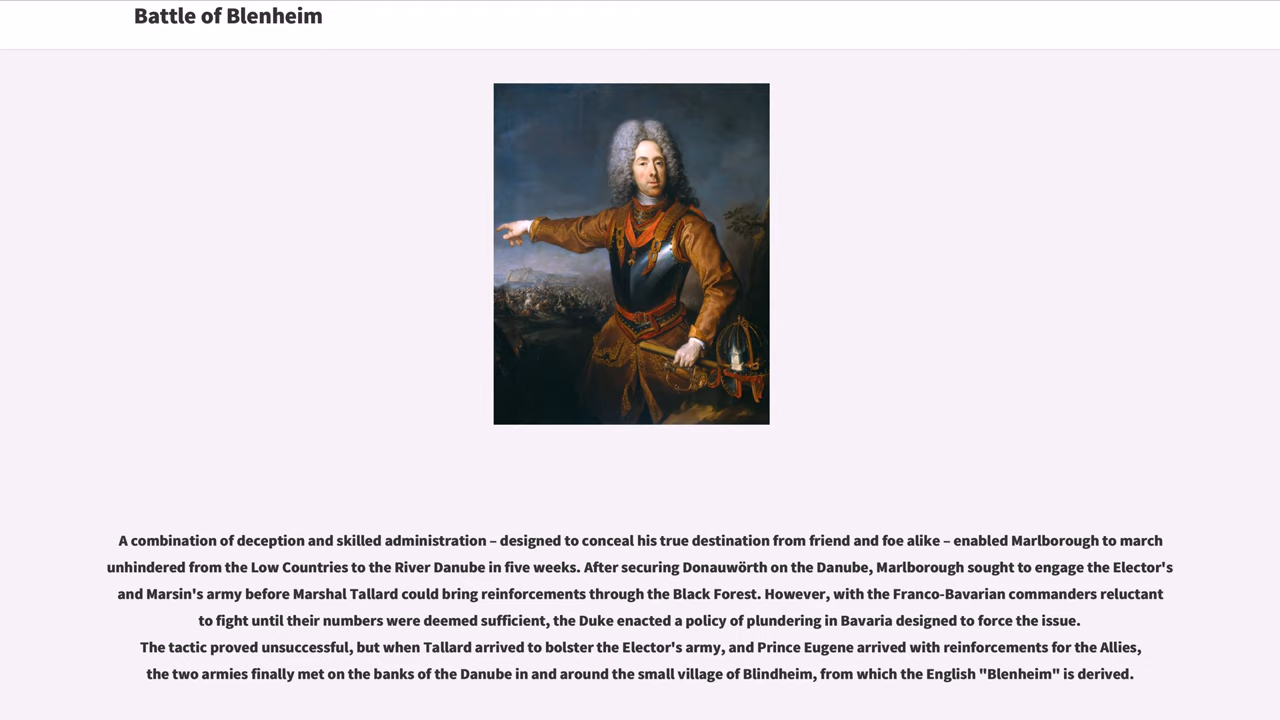 Battle of Blenheim
A combination of deception and skilled administration – designed to conceal his true destination from friend and foe alike – enabled Marlborough to march
unhindered from the Low Countries to the River Danube in five weeks. After securing Donauwörth on the Danube, Marlborough sought to engage the Elector's
and Marsin's army before Marshal Tallard could bring reinforcements through the Black Forest. However, with the Franco-Bavarian commanders reluctant
to fight until their numbers were deemed sufficient, the Duke enacted a policy of plundering in Bavaria designed to force the issue.
The tactic proved unsuccessful, but when Tallard arrived to bolster the Elector's army, and Prince Eugene arrived with reinforcements for the Allies,
the two armies finally met on the banks of the Danube in and around the small village of Blindheim, from which the English "Blenheim" is derived.